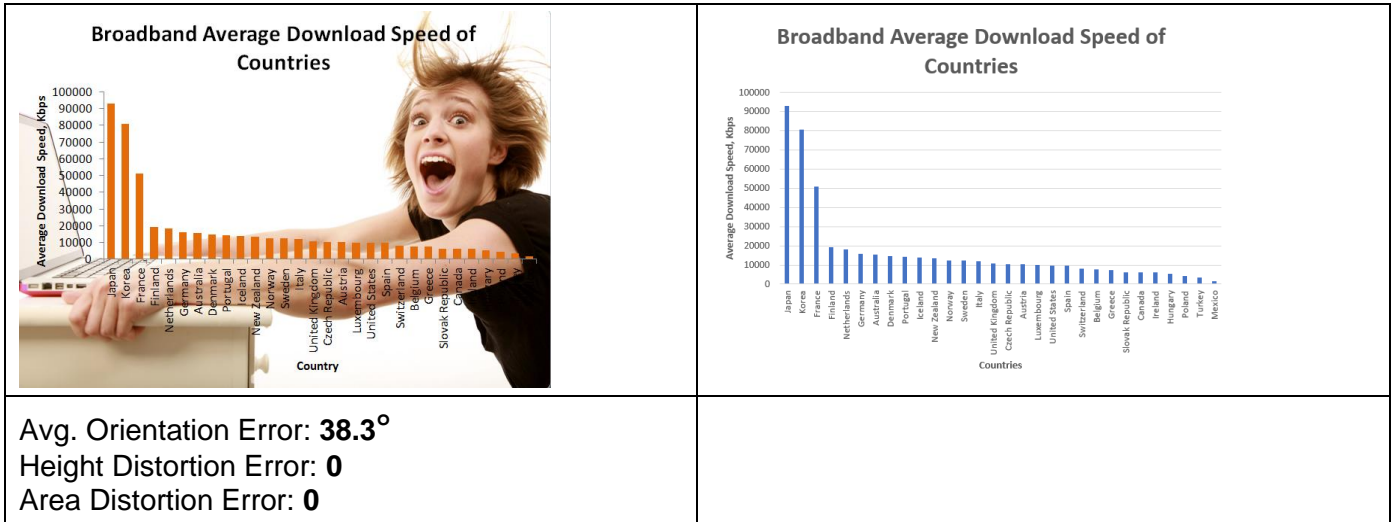 Broadband Average Download Speed of
Countries
100000
90000
80000
70000
60000
50000
40000
30000
20000
10000
0
Average Download Speed, Kbps
Japan
Korea
France
Finland
Netherlands
Germany
Australia
Denmark
Portugal
Iceland
New Zealand
Norway
Sweden
Italy
United Kingdom
Czech Republic
Austria
Luxembourg
United States
Spain
Switzerland
Belgium
Greece
Slovak Republic
Canada
Country
Broadband Average Download Speed of
Countries
100000
90000
80000
70000
60000
50000
40000
30000
20000
10000
0
Average Download Speed, Kbps
Japan
Korea
France
Finland
Netherlands
Germany
Australia
Denmark
Portugal
Iceland
New Zealand
Norway
Sweden
Italy
United Kingdom
Czech Republic
Austria
Luxembourg
United States
Spain
Switzerland
Belgium
Greece
Slovak Republic
Canada
Ireland
Hungary
Poland
Turkey
Mexico
Countries
Avg. Orientation Error: 38.3°
Height Distortion Error: 0
Area Distortion Error: 0